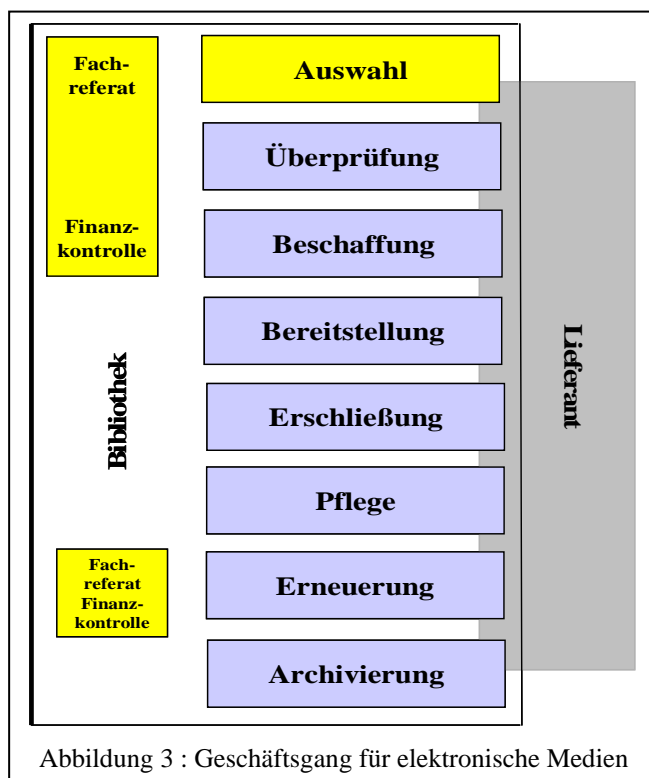 Fach-
referat
Finanz-
kontrolle
Auswahl
Überprüfung
Beschaffung
Bereitstellung
Erschließung
Pflege
Erneuerung
Archivierung
Bibliothek
Lieferant
Fach-
referat
Finanz-
kontrolle
Abbildung 3 : Geschäftsgang für elektronische Medien